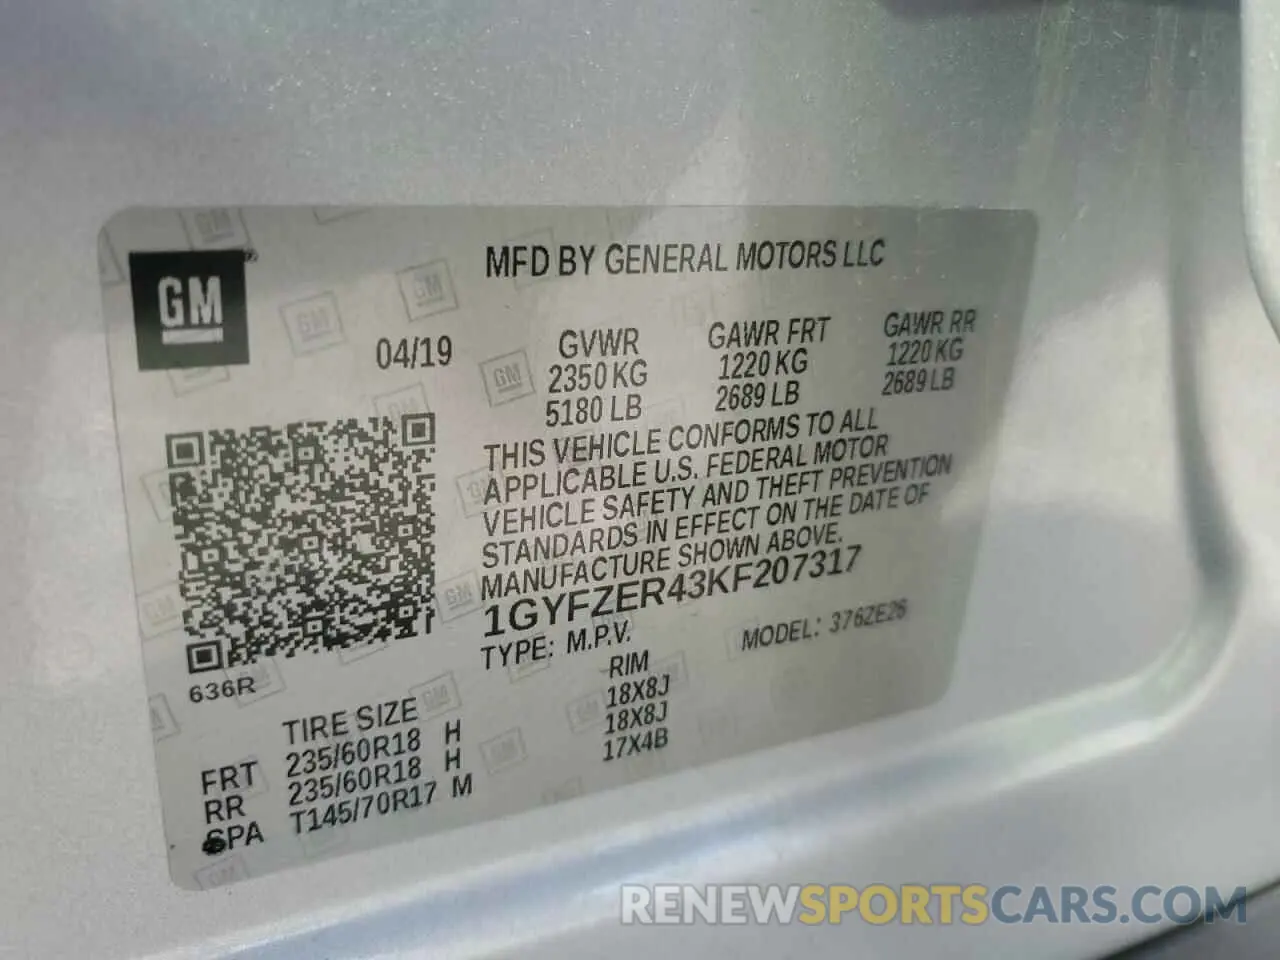 GM
MFD BY GENERAL MOTORS LLC
04/19
GVWR GAWR FRT GAWR RR
2350 KG 1220 KG 1220 KG
5180 LB 2689 LB 2689 LB
THIS VEHICLE CONFORMS TO ALL
APPLICABLE U.S. FEDERAL MOTOR
VEHICLE SAFETY AND THEFT PREVENTION
STANDARDS IN EFFECT ON THE DATE OF
MANUFACTURE SHOWN ABOVE.
1GYFZER43KF207317
TYPE: M.P.V. MODEL: 376ZE26
636R
TIRE SIZE RIM
FRT 235/60R18 H 18X8J
RR 235/60R18 H 18X8J
SPA T145/70R17 M 17X4B
RENEWSPORTSCARS.COM